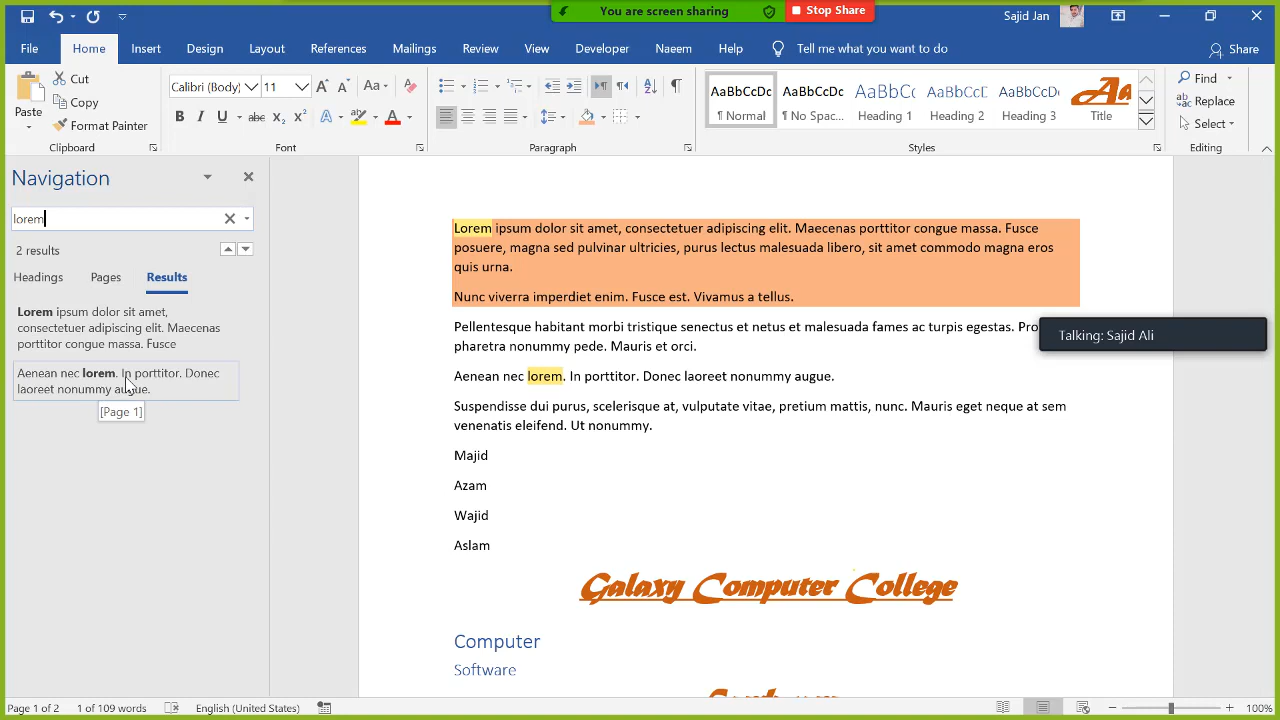 You are screen sharing
Stop Share
Sajid Jan
File Home Insert Design Layout References Mailings Review View Developer Naeem Help Tell me what you want to do Share
Paste
Cut
Copy
Format Painter
Clipboard
Calibri (Body) 11 Aa
B I U abc X₂ X² A A
Font
Paragraph
AaBbCcDc AaBbCcDc AaBbCc AaBbCcE AaBbCcD Aa
¶ Normal ¶ No Spac... Heading 1 Heading 2 Heading 3 Title
Styles
Find
Replace
Select
Editing
Navigation
lorem
2 results
Headings Pages Results
Lorem ipsum dolor sit amet,
consectetuer adipiscing elit. Maecenas
porttitor congue massa. Fusce
Aenean nec lorem. In porttitor. Donec
laoreet nonummy augue.
[Page 1]
Lorem ipsum dolor sit amet, consectetuer adipiscing elit. Maecenas porttitor congue massa. Fusce
posuere, magna sed pulvinar ultricies, purus lectus malesuada libero, sit amet commodo magna eros
quis urna.
Nunc viverra imperdiet enim. Fusce est. Vivamus a tellus.
Pellentesque habitant morbi tristique senectus et netus et malesuada fames ac turpis egestas. Pro
pharetra nonummy pede. Mauris et orci.
Talking: Sajid Ali
Aenean nec lorem. In porttitor. Donec laoreet nonummy augue.
Suspendisse dui purus, scelerisque at, vulputate vitae, pretium mattis, nunc. Mauris eget neque at sem
venenatis eleifend. Ut nonummy.
Majid
Azam
Wajid
Aslam
Galaxy Computer College
Computer
Software
Page 1 of 2 1 of 109 words English (United States) 100%